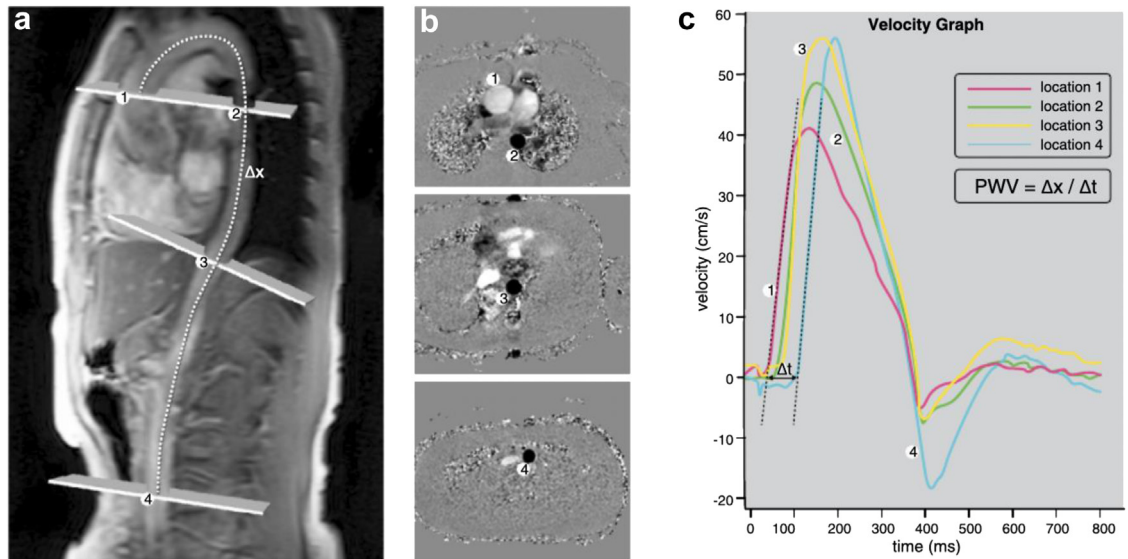 a
1
2
Δx
3
4
b
1
2
3
4
c
Velocity Graph
velocity (cm/s)
60
50
40
30
20
10
0
-10
-20
3
2
1
Δt
4
location 1
location 2
location 3
location 4
PWV = Δx / Δt
-0 100 200 300 400 500 600 700 800
time (ms)